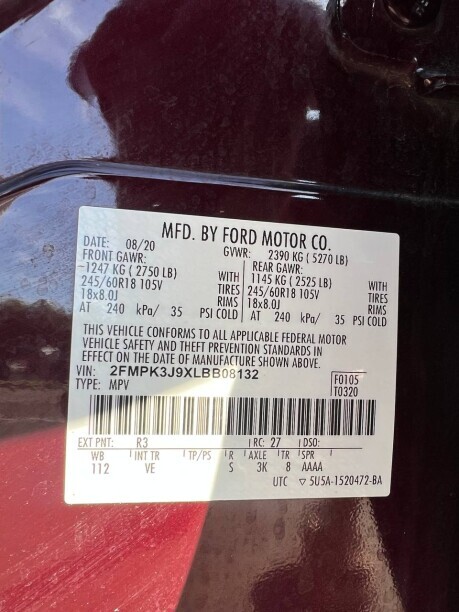 MFD. BY FORD MOTOR CO.
DATE: 08/20 GVWR: 2390 KG ( 5270 LB)
FRONT GAWR: REAR GAWR:
1247 KG ( 2750 LB) WITH 1145 KG ( 2525 LB) WITH
245/60R18 105V TIRES 245/60R18 105V TIRES
18x8.0J RIMS 18x8.0J RIMS
AT 240 kPa/ 35 PSI COLD AT 240 kPa/ 35 PSI COLD
THIS VEHICLE CONFORMS TO ALL APPLICABLE FEDERAL MOTOR
VEHICLE SAFETY AND THEFT PREVENTION STANDARDS IN
EFFECT ON THE DATE OF MANUFACTURE SHOWN ABOVE.
VIN: 2FMPK3J9XLBB08132 F0105
TYPE: MPV T0320
EXT PNT: R3 RC: 27 DSO:
WB INT TR TP/PS R AXLE TR SPR
112 VE S 3K 8 AAAA
UTC ▽ 5U5A-1520472-BA